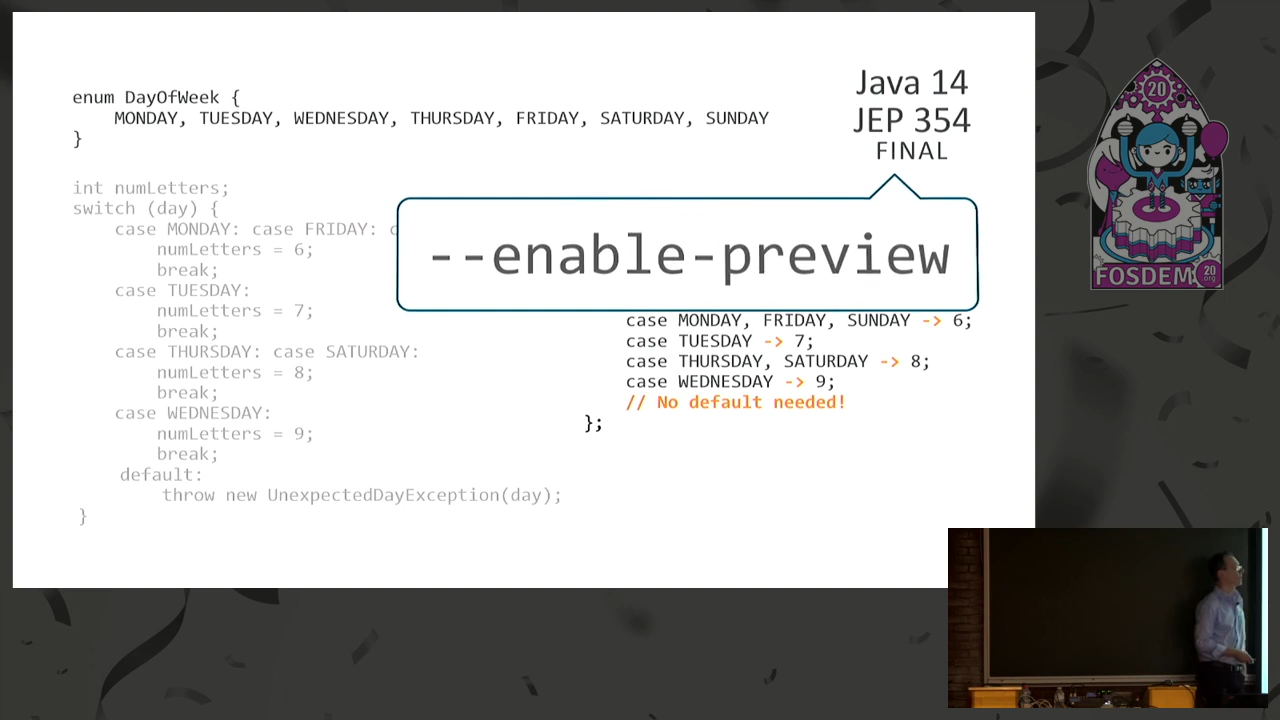 enum DayOfWeek {
MONDAY, TUESDAY, WEDNESDAY, THURSDAY, FRIDAY, SATURDAY, SUNDAY
}
Java 14
JEP 354
FINAL
int numLetters;
switch (day) {
case MONDAY: case FRIDAY: c
numLetters = 6;
break;
case TUESDAY:
numLetters = 7;
break;
case THURSDAY: case SATURDAY:
numLetters = 8;
break;
case WEDNESDAY:
numLetters = 9;
break;
default:
throw new UnexpectedDayException(day);
}
--enable-preview
case MONDAY, FRIDAY, SUNDAY -> 6;
case TUESDAY -> 7;
case THURSDAY, SATURDAY -> 8;
case WEDNESDAY -> 9;
// No default needed!
};
20
FOSDEM
20
.org